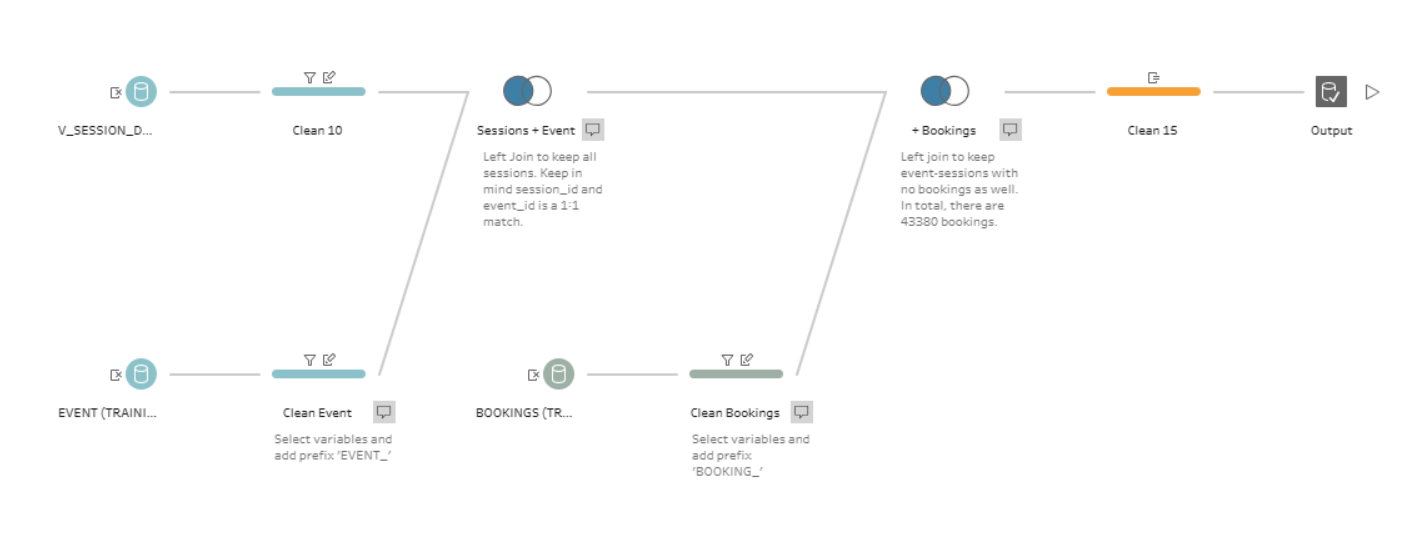 V_SESSION_D...
Clean 10
Sessions + Event
Left Join to keep all
sessions. Keep in
mind session_id and
event_id is a 1:1
match.
+ Bookings
Left join to keep
event-sessions with
no bookings as well.
In total, there are
43380 bookings.
Clean 15
Output
EVENT (TRAINI...
Clean Event
Select variables and
add prefix 'EVENT_'
BOOKINGS (TR...
Clean Bookings
Select variables and
add prefix
'BOOKING_'